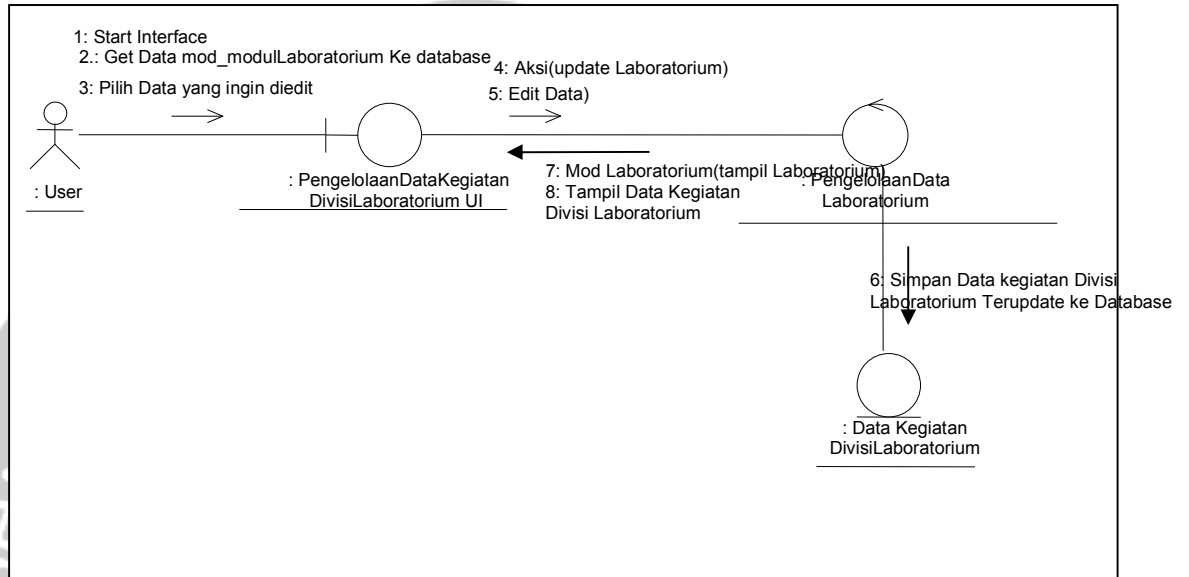 1: Start Interface
2.: Get Data mod_modulLaboratorium Ke database
3: Pilih Data yang ingin diedit
4: Aksi(update Laboratorium)
5: Edit Data)
: User
: PengelolaanDataKegiatan
DivisiLaboratorium UI
7: Mod Laboratorium(tampil Laboratorium)
8: Tampil Data Kegiatan
Divisi Laboratorium
: PengelolaanData
Laboratorium
6: Simpan Data kegiatan Divisi
Laboratorium Terupdate ke Database
: Data Kegiatan
DivisiLaboratorium